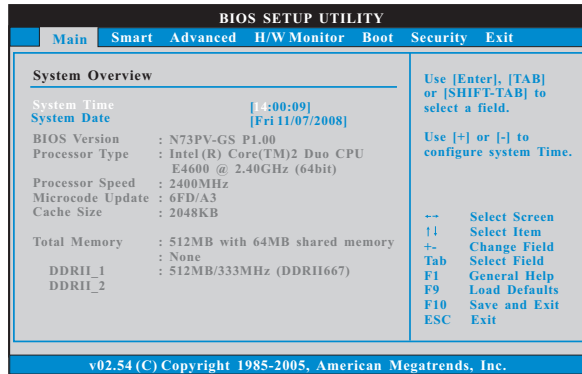 BIOS SETUP UTILITY
Main Smart Advanced H/W Monitor Boot Security Exit
System Overview
System Time [14:00:09]
System Date [Fri 11/07/2008]
BIOS Version : N73PV-GS P1.00
Processor Type : Intel (R) Core(TM)2 Duo CPU
E4600 @ 2.40GHz (64bit)
Processor Speed : 2400MHz
Microcode Update : 6FD/A3
Cache Size : 2048KB
Total Memory : 512MB with 64MB shared memory
: None
DDRII_1 : 512MB/333MHz (DDRII667)
DDRII_2
Use [Enter], [TAB]
or [SHIFT-TAB] to
select a field.
Use [+] or [-] to
configure system Time.
←→ Select Screen
↑↓ Select Item
+- Change Field
Tab Select Field
F1 General Help
F9 Load Defaults
F10 Save and Exit
ESC Exit
v02.54 (C) Copyright 1985-2005, American Megatrends, Inc.